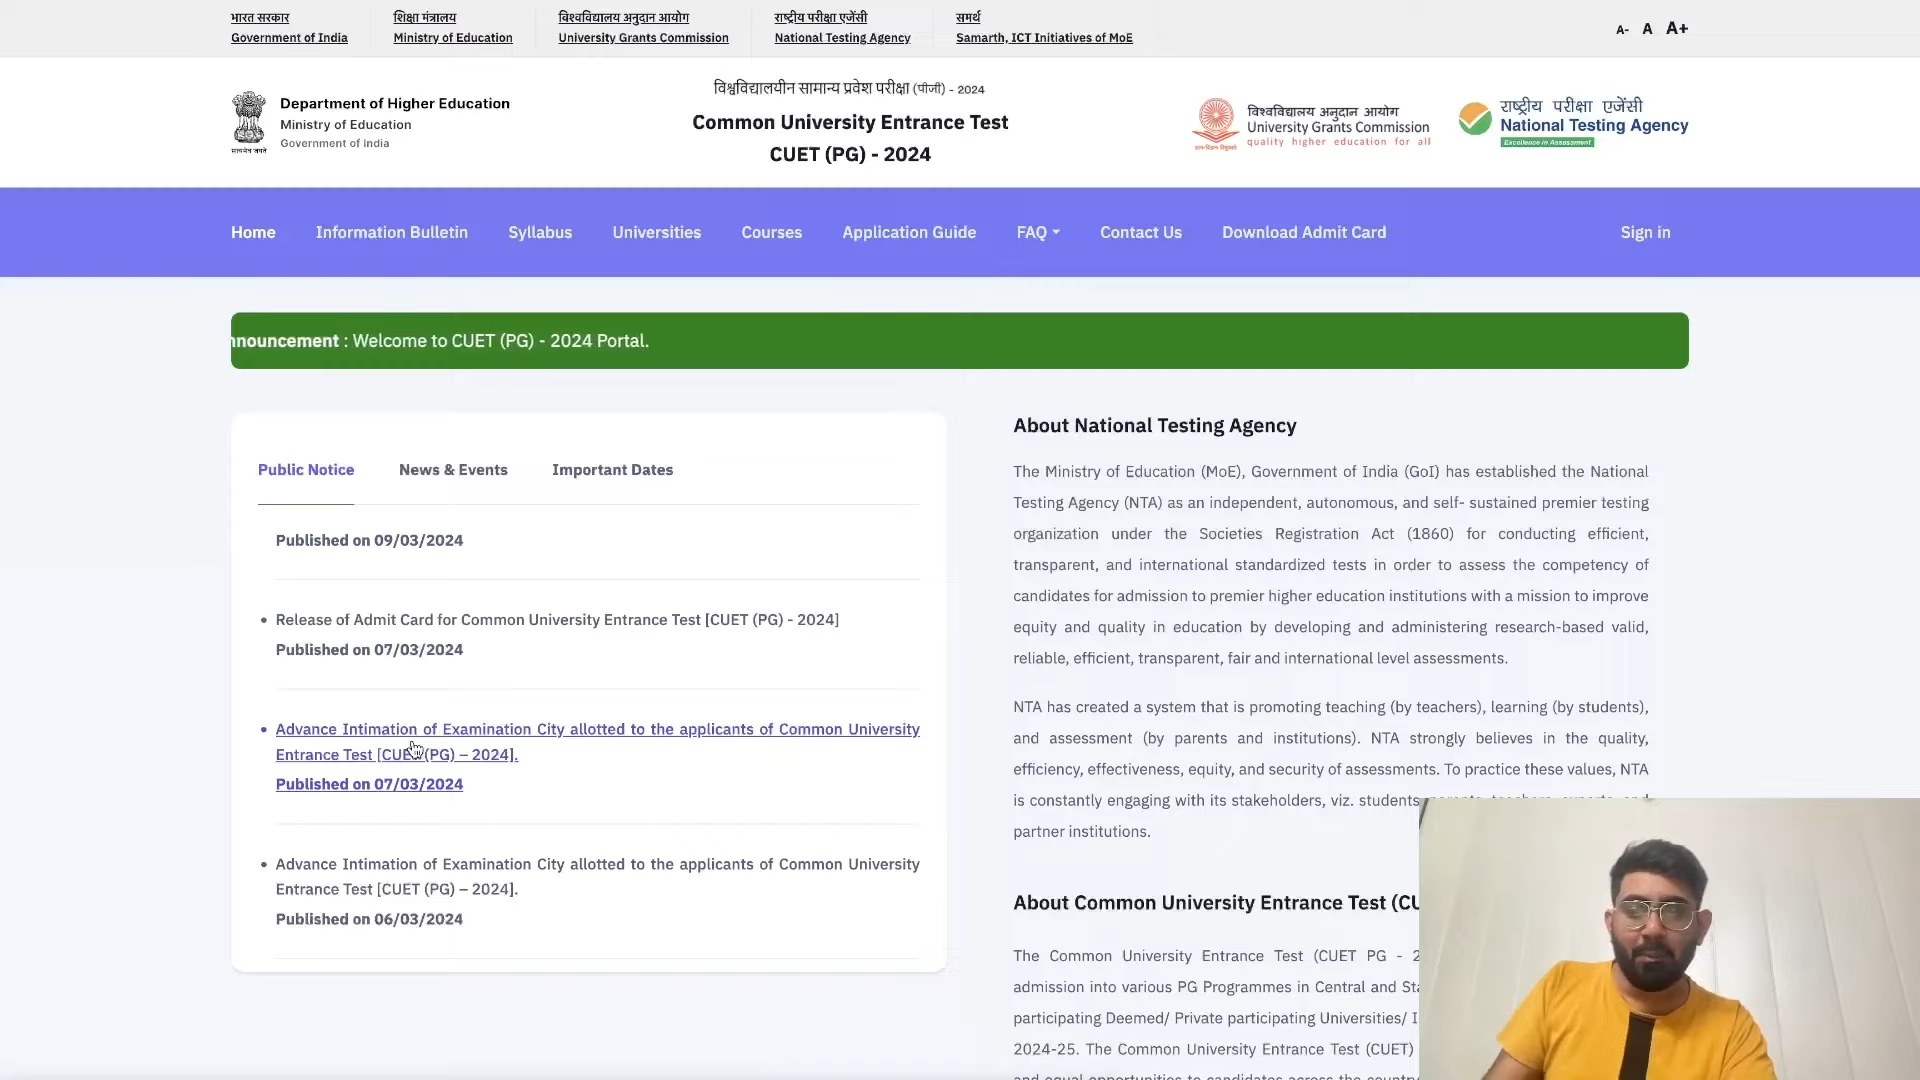 भारत सरकार
Government of India
शिक्षा मंत्रालय
Ministry of Education
विश्वविद्यालय अनुदान आयोग
University Grants Commission
राष्ट्रीय परीक्षा एजेंसी
National Testing Agency
समर्थ
Samarth, ICT Initiatives of MoE
A- A A+
सत्यमेव जयते
Department of Higher Education
Ministry of Education
Government of India
विश्वविद्यालयीन सामान्य प्रवेश परीक्षा (पीजी) - 2024
Common University Entrance Test
CUET (PG) - 2024
विश्वविद्यालय अनुदान आयोग
University Grants Commission
quality higher education for all
राष्ट्रीय परीक्षा एजेंसी
National Testing Agency
Excellence in Assessment
Home Information Bulletin Syllabus Universities Courses Application Guide FAQ Contact Us Download Admit Card Sign in
nnouncement : Welcome to CUET (PG) - 2024 Portal.
Public Notice News & Events Important Dates
Published on 09/03/2024
Release of Admit Card for Common University Entrance Test [CUET (PG) - 2024]
Published on 07/03/2024
Advance Intimation of Examination City allotted to the applicants of Common University
Entrance Test [CUET (PG) – 2024].
Published on 07/03/2024
Advance Intimation of Examination City allotted to the applicants of Common University
Entrance Test [CUET (PG) – 2024].
Published on 06/03/2024
About National Testing Agency
The Ministry of Education (MoE), Government of India (GoI) has established the National
Testing Agency (NTA) as an independent, autonomous, and self- sustained premier testing
organization under the Societies Registration Act (1860) for conducting efficient,
transparent, and international standardized tests in order to assess the competency of
candidates for admission to premier higher education institutions with a mission to improve
equity and quality in education by developing and administering research-based valid,
reliable, efficient, transparent, fair and international level assessments.
NTA has created a system that is promoting teaching (by teachers), learning (by students),
and assessment (by parents and institutions). NTA strongly believes in the quality,
efficiency, effectiveness, equity, and security of assessments. To practice these values, NTA
is constantly engaging with its stakeholders, viz. students
partner institutions.
About Common University Entrance Test (CU
The Common University Entrance Test (CUET PG - 2
admission into various PG Programmes in Central and Sta
participating Deemed/ Private participating Universities/ I
2024-25. The Common University Entrance Test (CUET)
and equal opportunities to candidates across the country